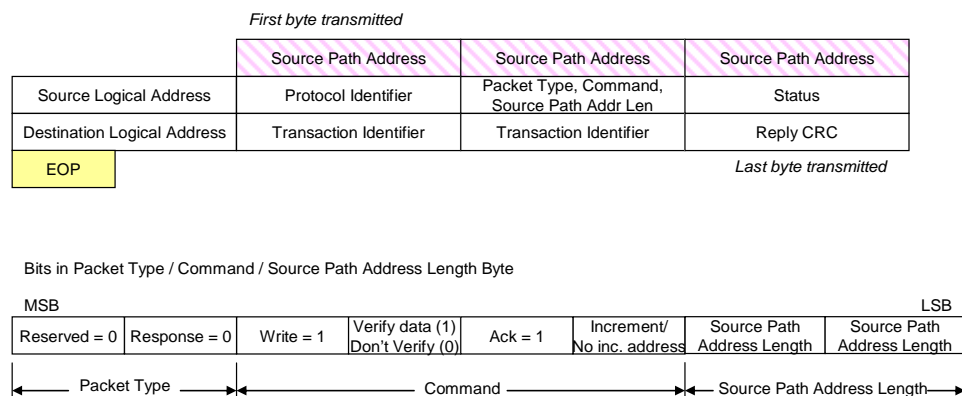 First byte transmitted
Source Path Address Source Path Address Source Path Address
Source Logical Address Protocol Identifier Packet Type, Command, Source Path Addr Len Status
Destination Logical Address Transaction Identifier Transaction Identifier Reply CRC
EOP Last byte transmitted
Bits in Packet Type / Command / Source Path Address Length Byte
MSB LSB
Reserved = 0 Response = 0 Write = 1 Verify data (1) Don't Verify (0) Ack = 1 Increment/ No inc. address Source Path Address Length Source Path Address Length
Packet Type Command Source Path Address Length